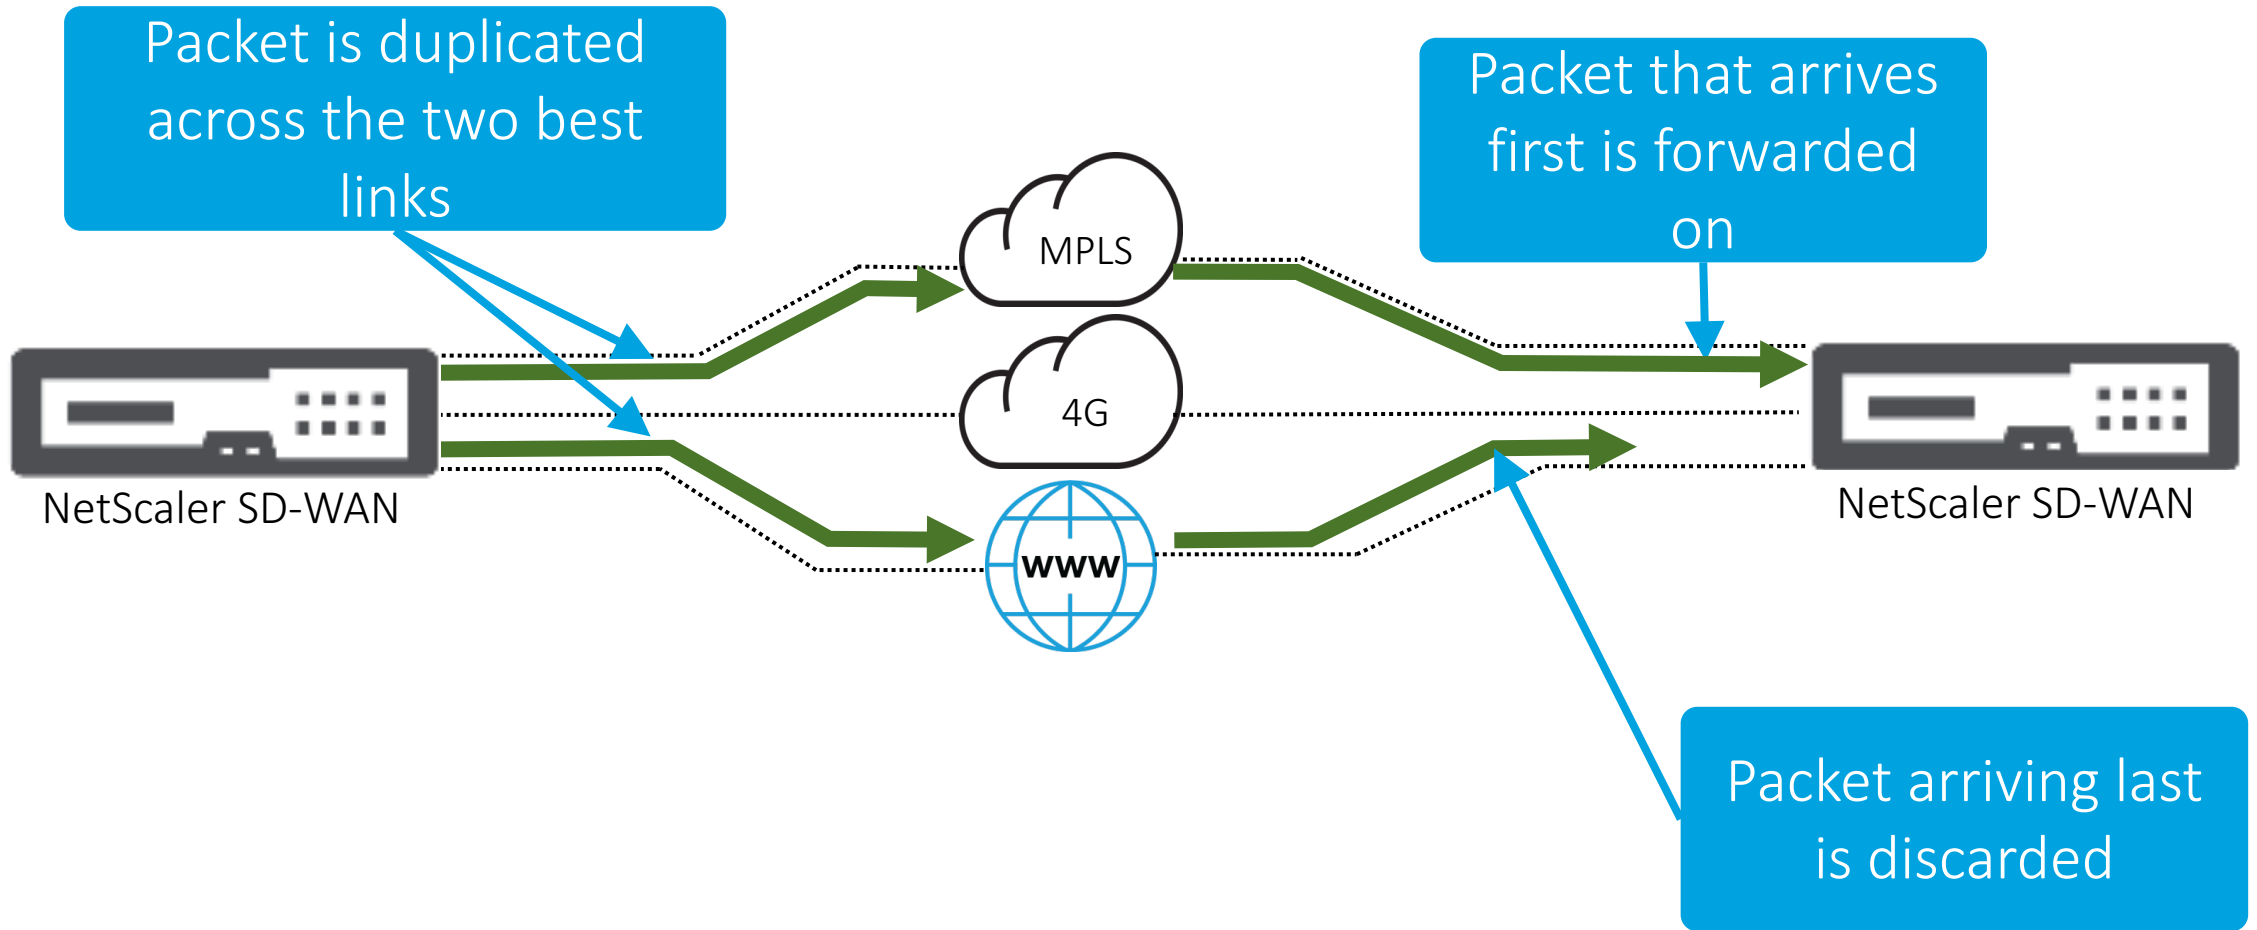 Packet is duplicated
across the two best
links
Packet that arrives
first is forwarded
on
MPLS
4G
NetScaler SD-WAN
NetScaler SD-WAN
www
Packet arriving last
is discarded